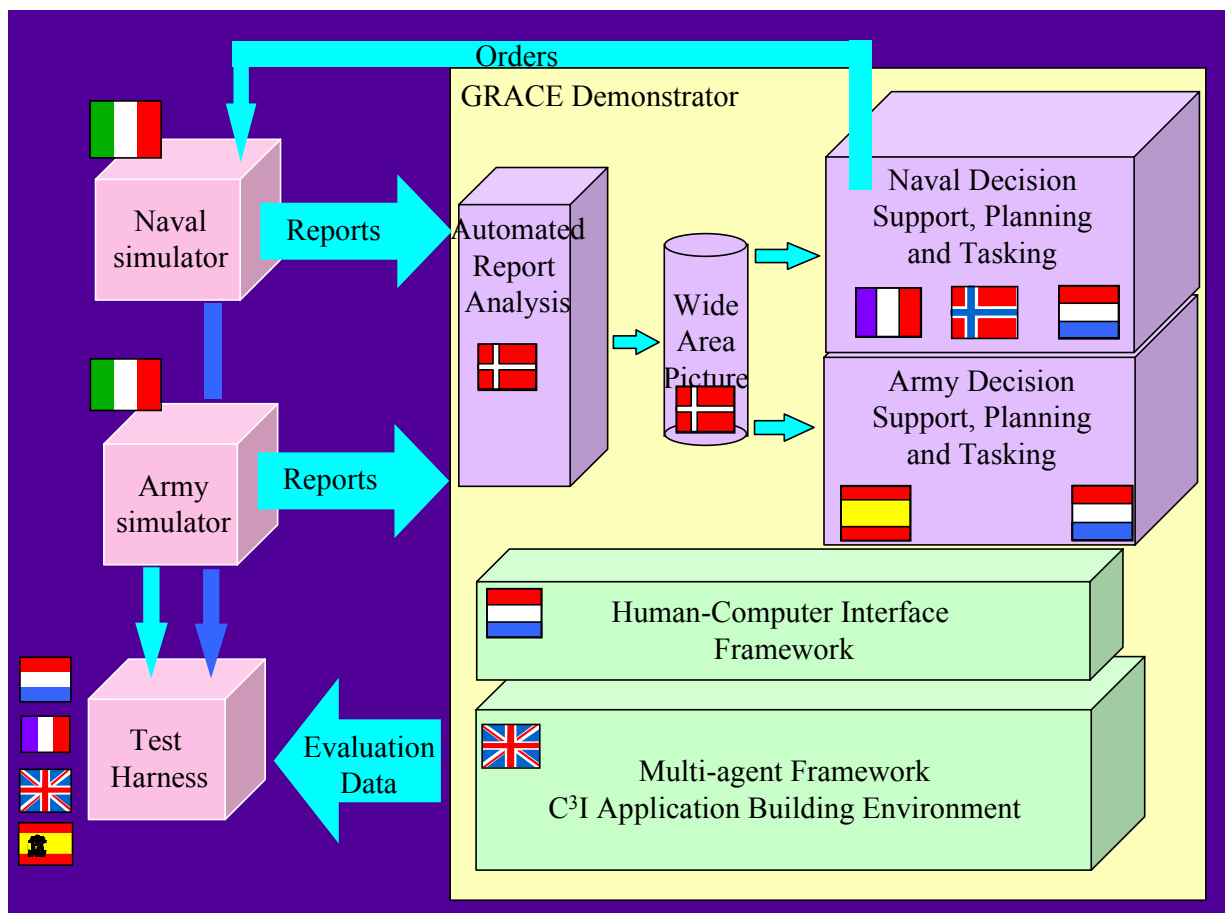 Orders
GRACE Demonstrator
Naval
simulator
Reports
Automated
Report
Analysis
Wide
Area
Picture
Naval Decision
Support, Planning
and Tasking
Army Decision
Support, Planning
and Tasking
Army
simulator
Reports
Human-Computer Interface
Framework
Test
Harness
Evaluation
Data
Multi-agent Framework
C³I Application Building Environment